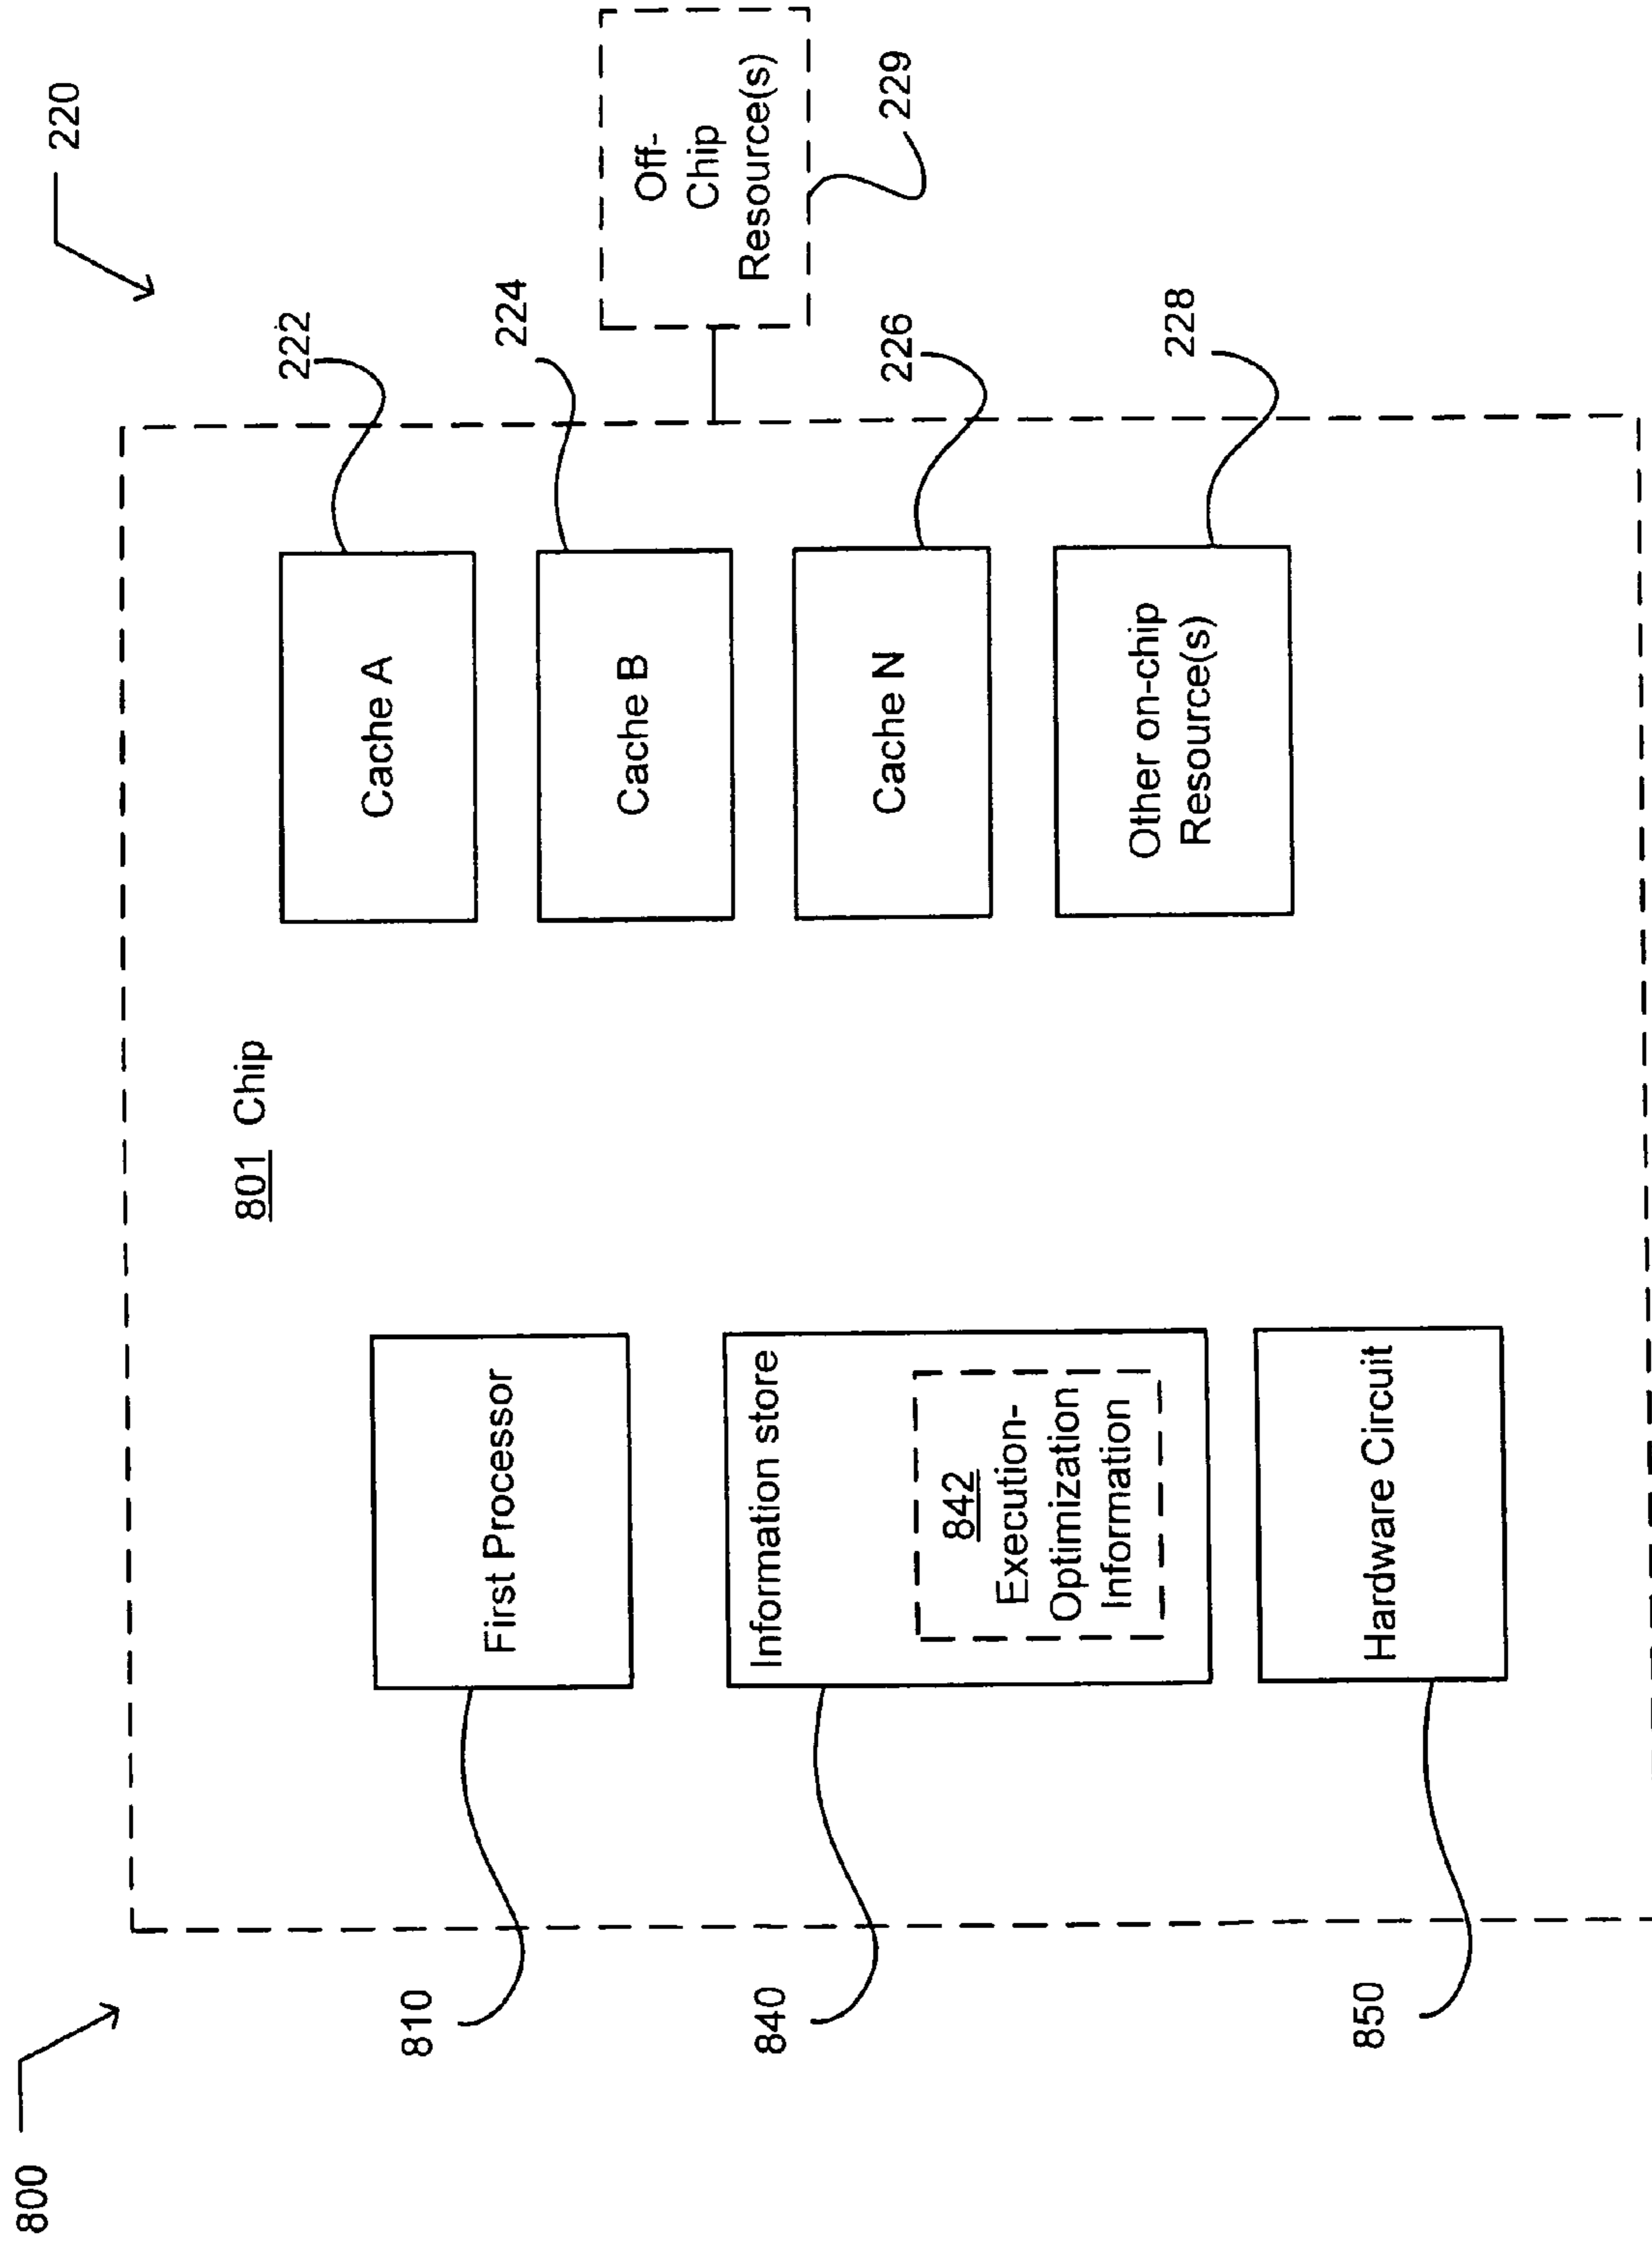 800
220
801 Chip
810
First Processor
Cache A
222
840
Information store
842
Execution-
Optimization
Information
Cache B
224
Off-
Chip
Resource(s)
229
Cache N
226
850
Hardware Circuit
Other on-chip
Resource(s)
228